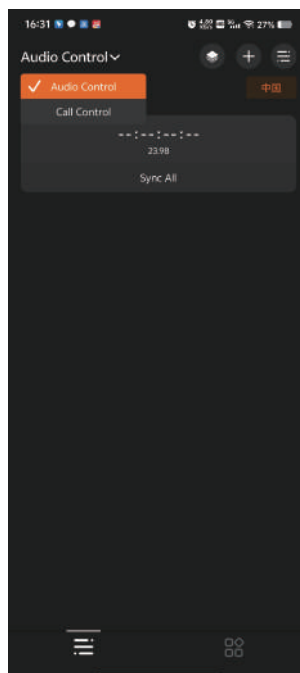 16:31
27%
Audio Control
Audio Control
中国
Call Control
--:--:--:--
23.98
Sync All